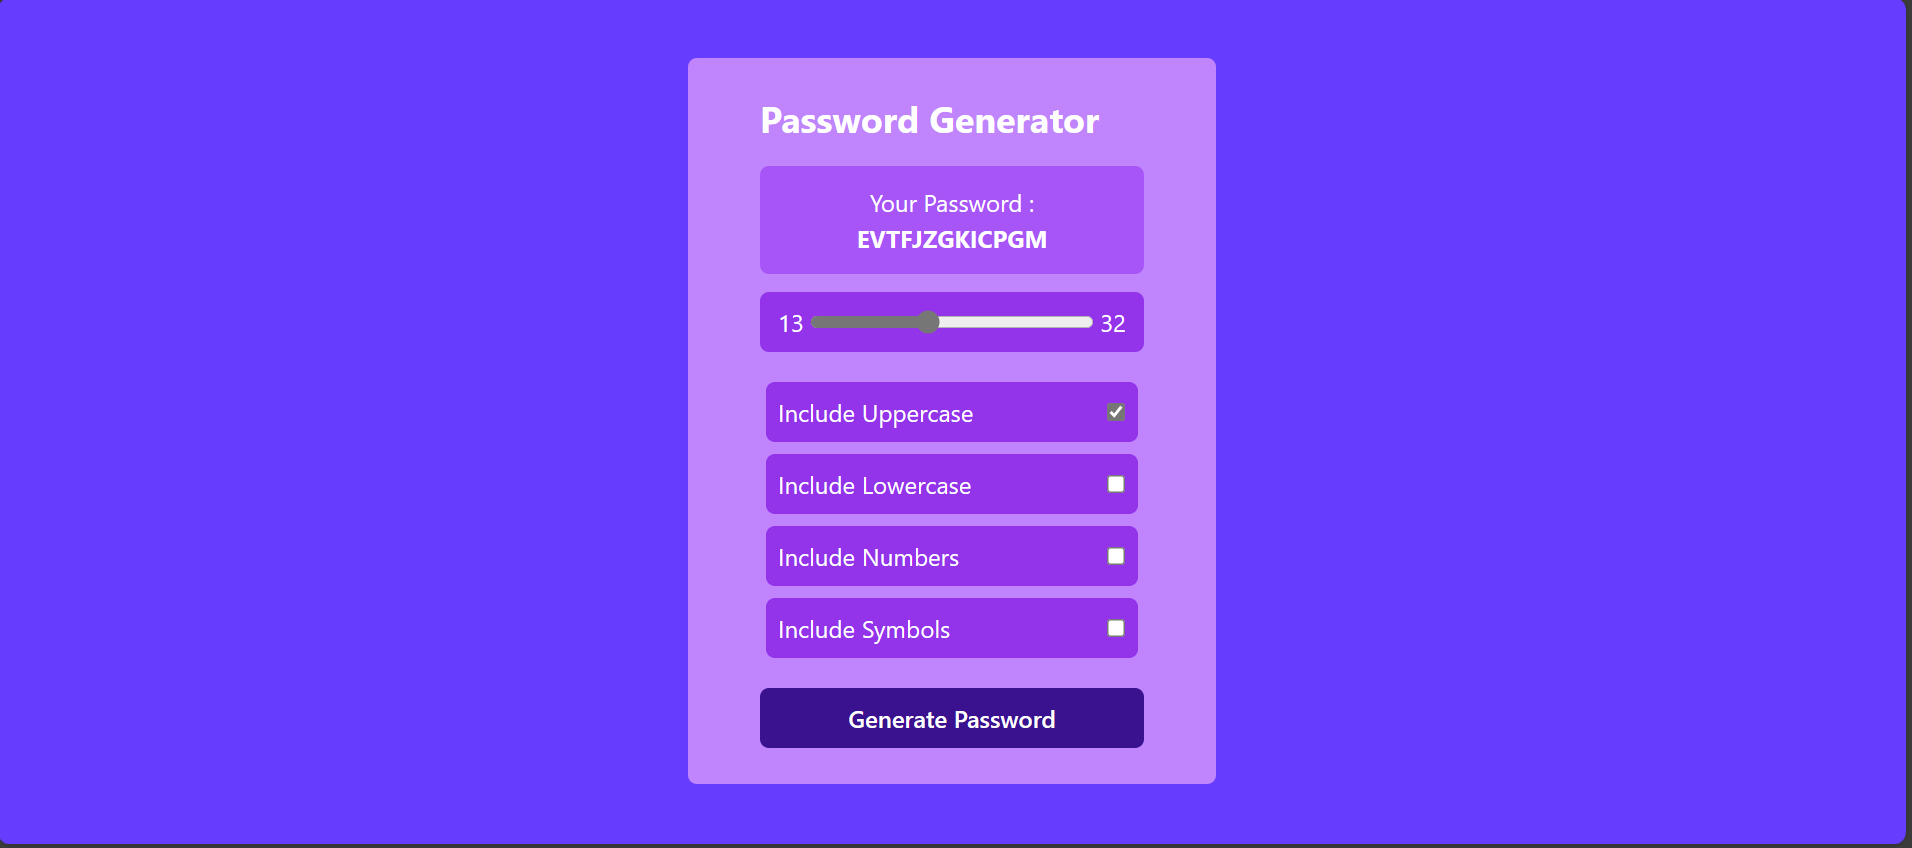 Password Generator
Your Password :
EVTFJZGKICPGM
13 32
Include Uppercase
Include Lowercase
Include Numbers
Include Symbols
Generate Password